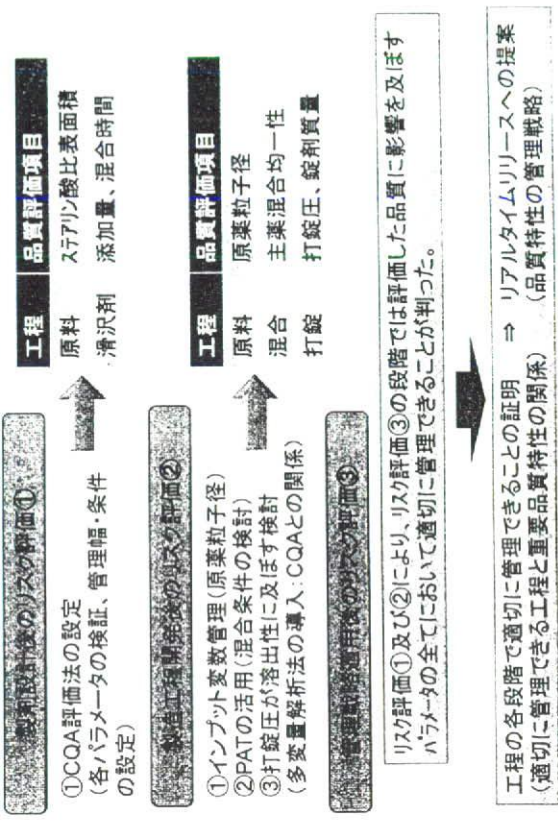 製剤設計後のリスク評価①
①CQA評価法の設定
(各パラメータの検証、管理幅・条件
の設定)
工程 品質評価項目
原料 ステアリン酸比表面積
滑沢剤 添加量、混合時間
製造工程開発後のリスク評価②
①インプット変数管理(原薬粒子径)
②PATの活用(混合条件の検討)
③打錠圧が溶出性に及ぼす検討
(多変量解析法の導入:CQAとの関係)
工程 品質評価項目
原料 原薬粒子径
混合 主薬混合均一性
打錠 打錠圧、錠剤質量
管理戦略適用後のリスク評価③
リスク評価①及び②により、リスク評価③の段階では評価した品質に影響を及ぼす
パラメータの全てにおいて適切に管理できることが判った。
工程の各段階で適切に管理できることの証明 ⇒ リアルタイムリリースへの提案
(適切に管理できる工程と重要品質特性の関係) (品質特性の管理戦略)